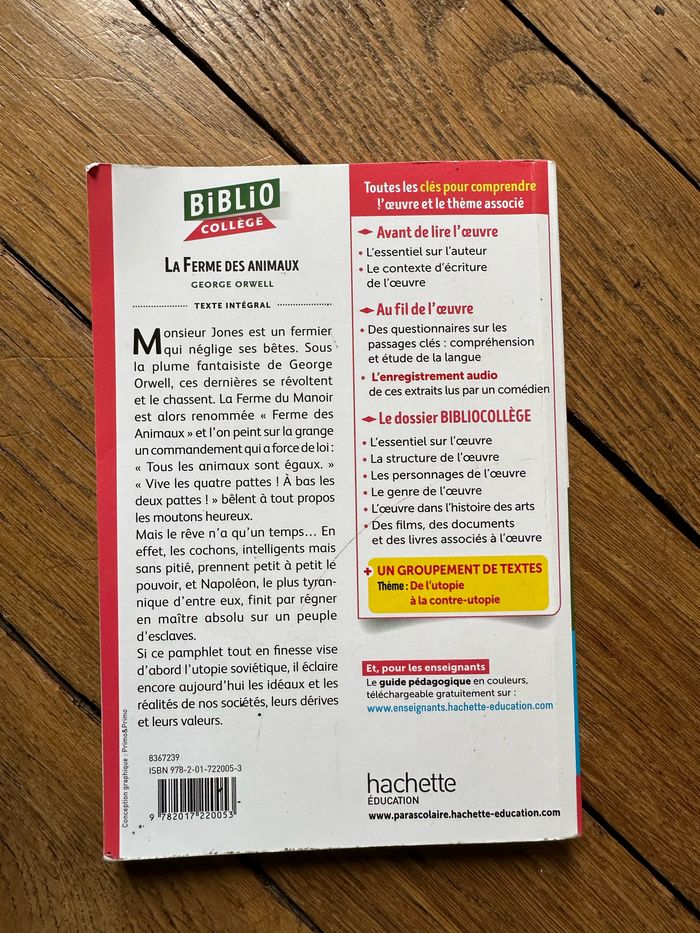 BiBLiO
COLLÈGE
LA FERME DES ANIMAUX
GEORGE ORWELL
TEXTE INTÉGRAL
Monsieur Jones est un fermier
qui néglige ses bêtes. Sous
la plume fantaisiste de George
Orwell, ces dernières se révoltent
et le chassent. La Ferme du Manoir
est alors renommée « Ferme des
Animaux » et l'on peint sur la grange
un commandement qui a force de loi :
« Tous les animaux sont égaux. »
« Vive les quatre pattes ! À bas les
deux pattes ! » bêlent à tout propos
les moutons heureux.
Mais le rêve n'a qu'un temps… En
effet, les cochons, intelligents mais
sans pitié, prennent petit à petit le
pouvoir, et Napoléon, le plus tyran-
nique d'entre eux, finit par régner
en maître absolu sur un peuple
d'esclaves.
Si ce pamphlet tout en finesse vise
d'abord l'utopie soviétique, il éclaire
encore aujourd'hui les idéaux et les
réalités de nos sociétés, leurs dérives
et leurs valeurs.
Conception graphique : Primo&Primo
8367239
ISBN 978-2-01-722005-3
9 782017 220053
Toutes les clés pour comprendre
l'œuvre et le thème associé
Avant de lire l'œuvre
• L'essentiel sur l'auteur
• Le contexte d'écriture
de l'œuvre
Au fil de l'œuvre
• Des questionnaires sur les
passages clés : compréhension
et étude de la langue
• L'enregistrement audio
de ces extraits lus par un comédien
Le dossier BIBLIOCOLLÈGE
• L'essentiel sur l'œuvre
• La structure de l'œuvre
• Les personnages de l'œuvre
• Le genre de l'œuvre
• L'œuvre dans l'histoire des arts
• Des films, des documents
et des livres associés à l'œuvre
+ UN GROUPEMENT DE TEXTES
Thème : De l'utopie
à la contre-utopie
Et, pour les enseignants
Le guide pédagogique en couleurs,
téléchargeable gratuitement sur :
www.enseignants.hachette-education.com
hachette
ÉDUCATION
www.parascolaire.hachette-education.com